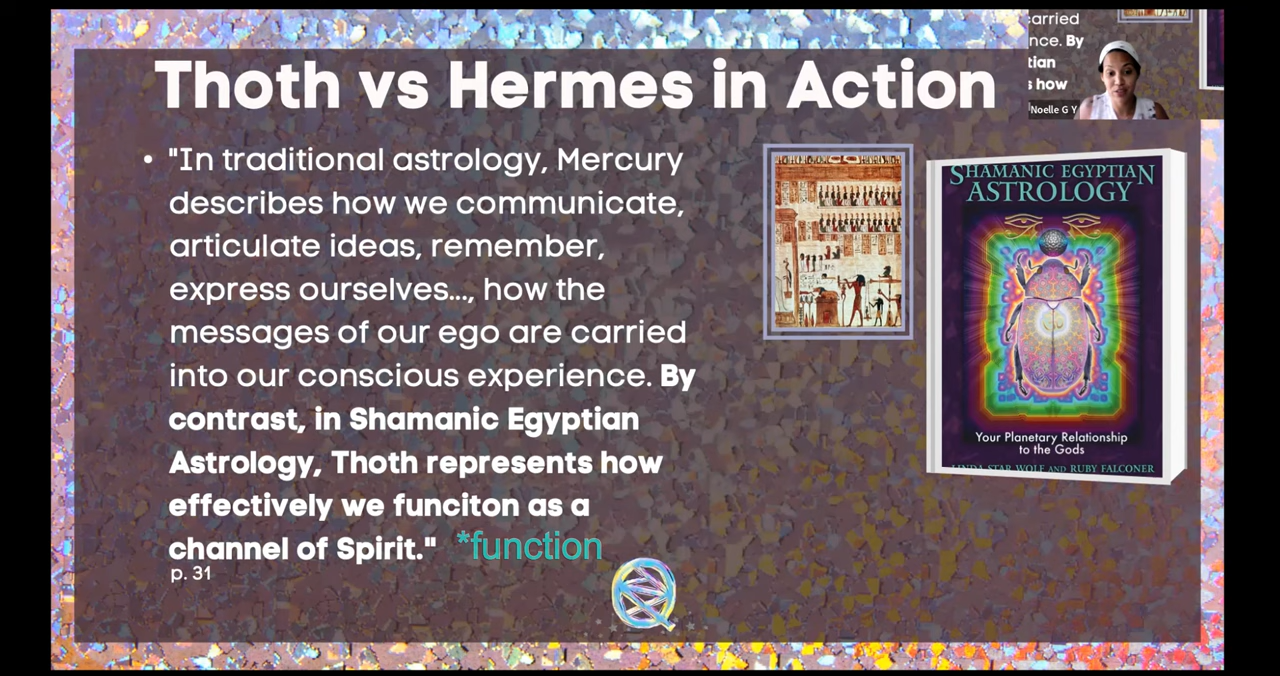 Thoth vs Hermes in Action
• "In traditional astrology, Mercury
describes how we communicate,
articulate ideas, remember,
express ourselves..., how the
messages of our ego are carried
into our conscious experience. By
contrast, in Shamanic Egyptian
Astrology, Thoth represents how
effectively we funciton as a
channel of Spirit." *function
p. 31
carried
nce. By
tian
s how
Noelle G Y
SHAMANIC EGYPTIAN
ASTROLOGY
Your Planetary Relationship
to the Gods
LINDA STAR WOLF AND RUBY FALCONER